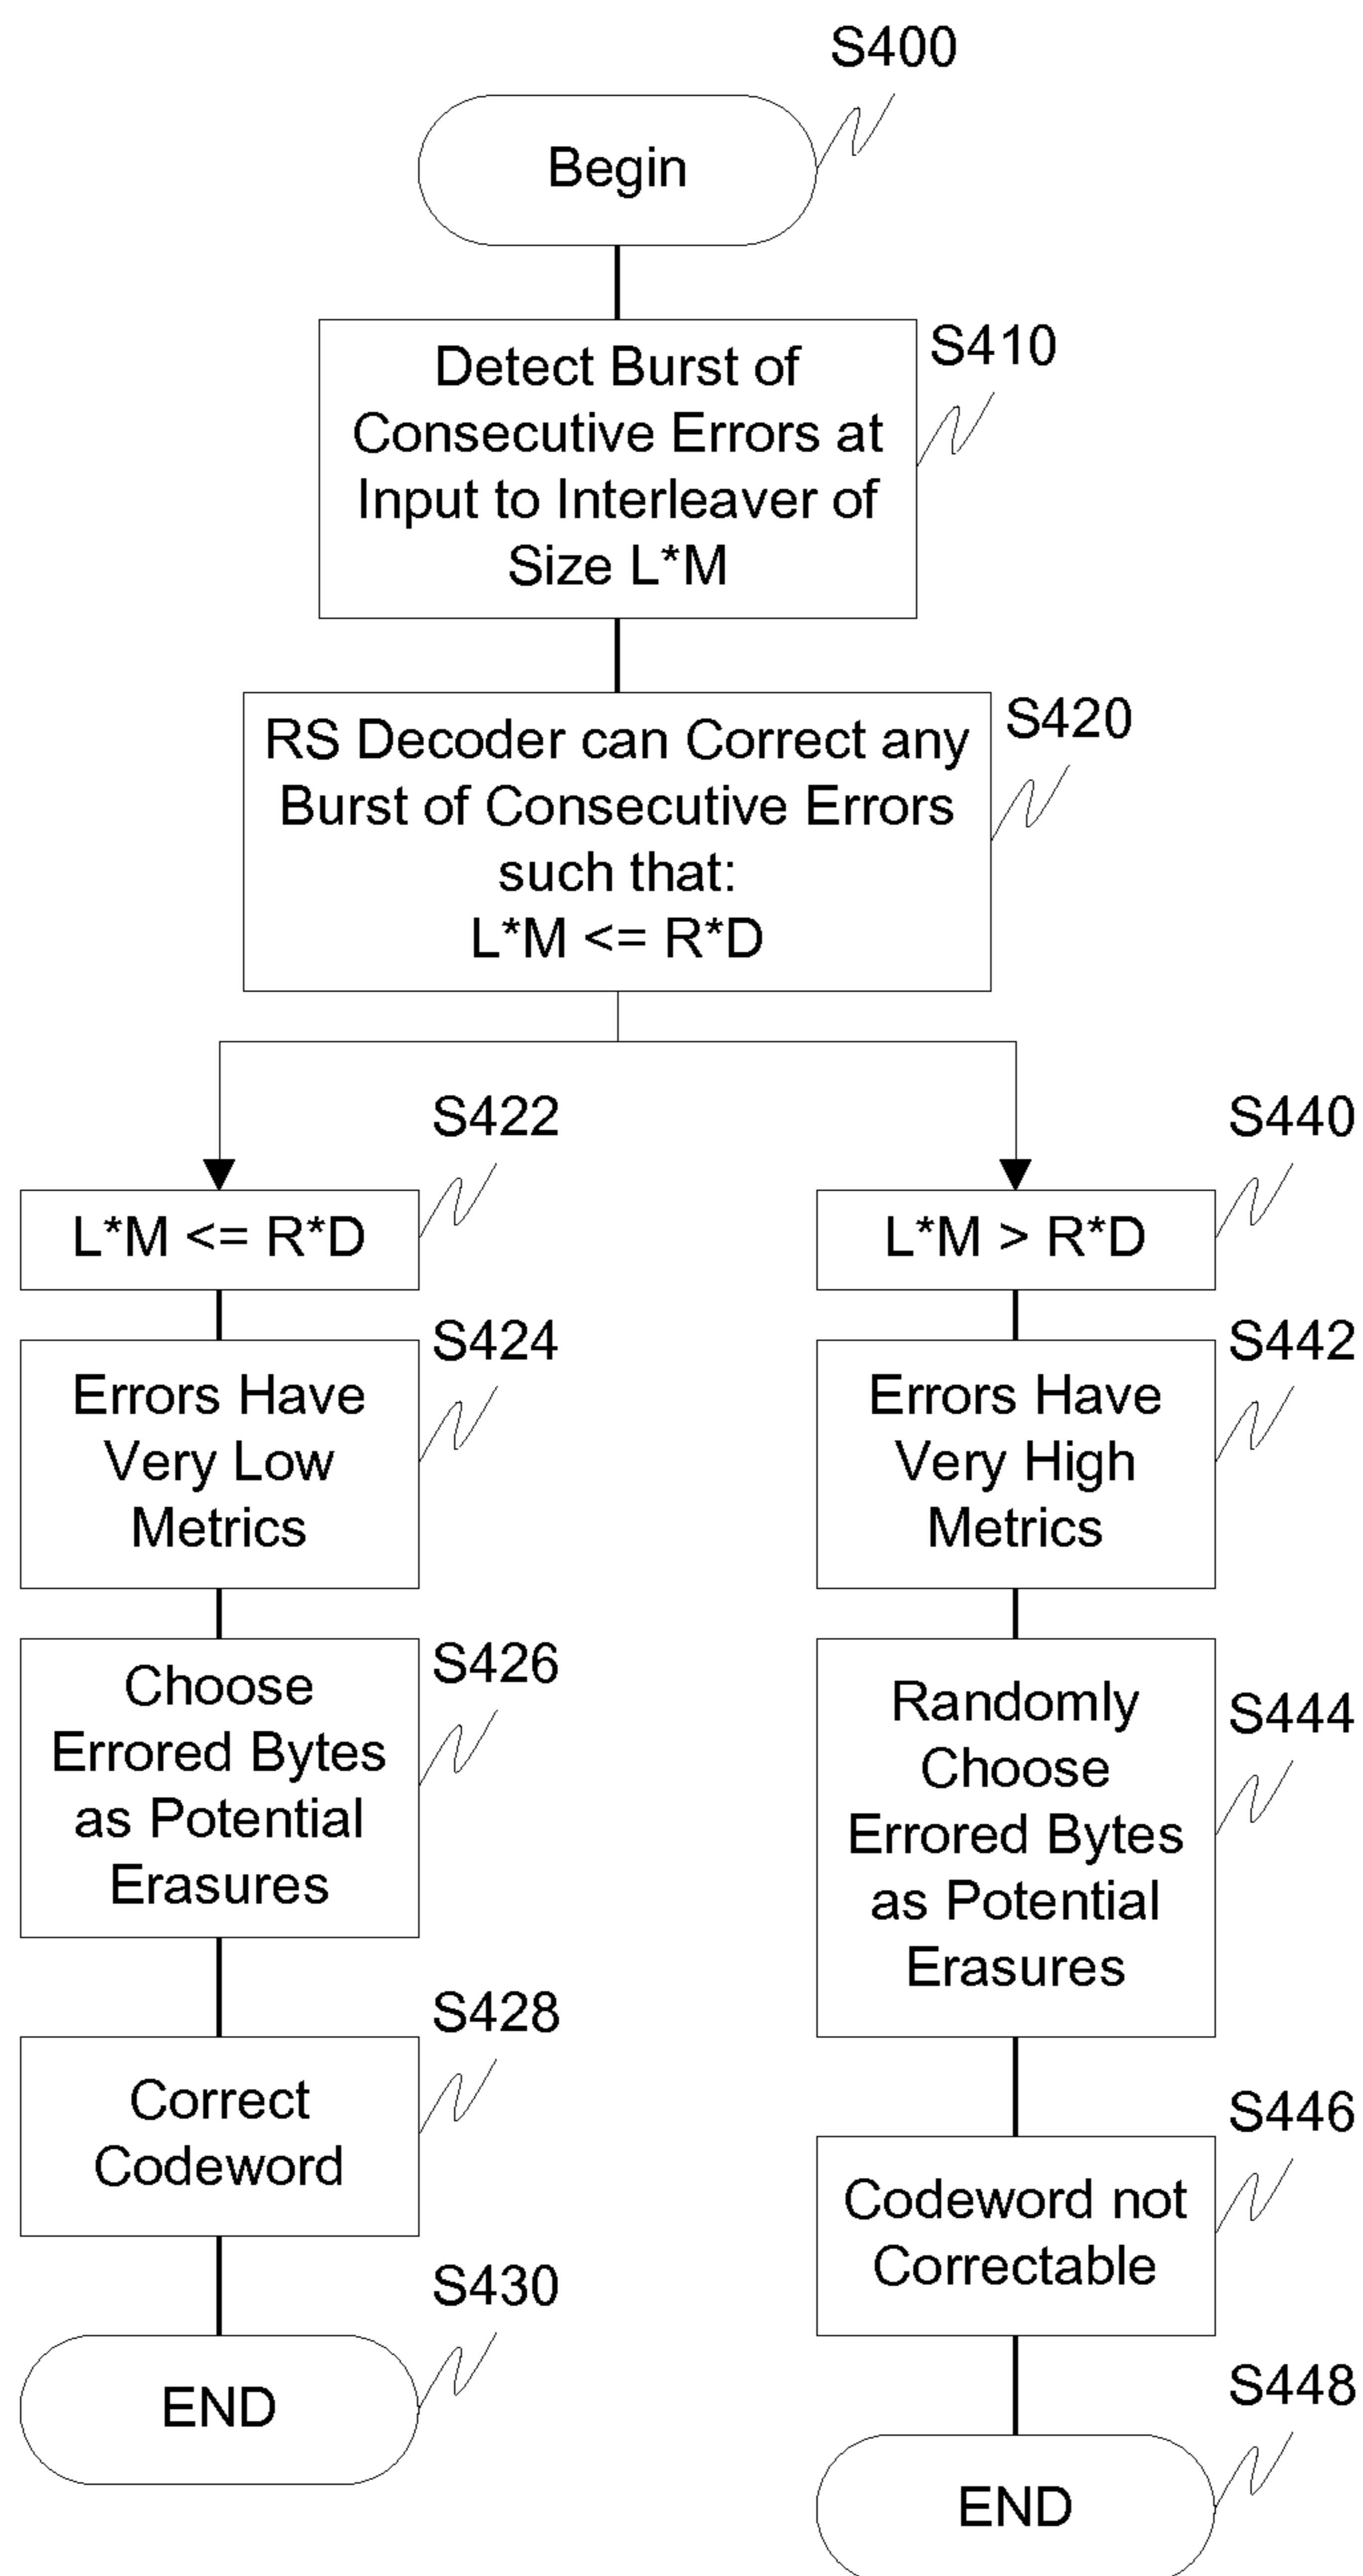 S400
Begin
S410
Detect Burst of
Consecutive Errors at
Input to Interleaver of
Size L*M
S420
RS Decoder can Correct any
Burst of Consecutive Errors
such that:
L*M <= R*D
S422
L*M <= R*D
S424
Errors Have
Very Low
Metrics
S426
Choose
Errored Bytes
as Potential
Erasures
S428
Correct
Codeword
S430
END
S440
L*M > R*D
S442
Errors Have
Very High
Metrics
S444
Randomly
Choose
Errored Bytes
as Potential
Erasures
S446
Codeword not
Correctable
S448
END